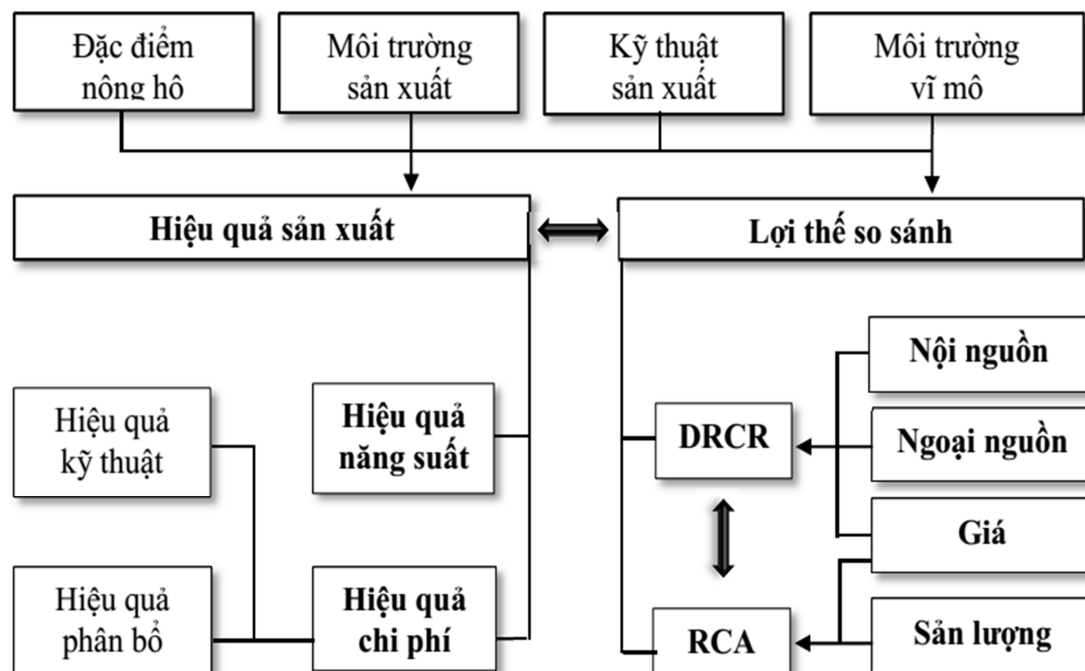 Đặc điểm
nông hộ
Môi trường
sản xuất
Kỹ thuật
sản xuất
Môi trường
vĩ mô
Hiệu quả sản xuất
Lợi thế so sánh
Hiệu quả
kỹ thuật
Hiệu quả
năng suất
Hiệu quả
phân bổ
Hiệu quả
chi phí
DRCR
RCA
Nội nguồn
Ngoại nguồn
Giá
Sản lượng